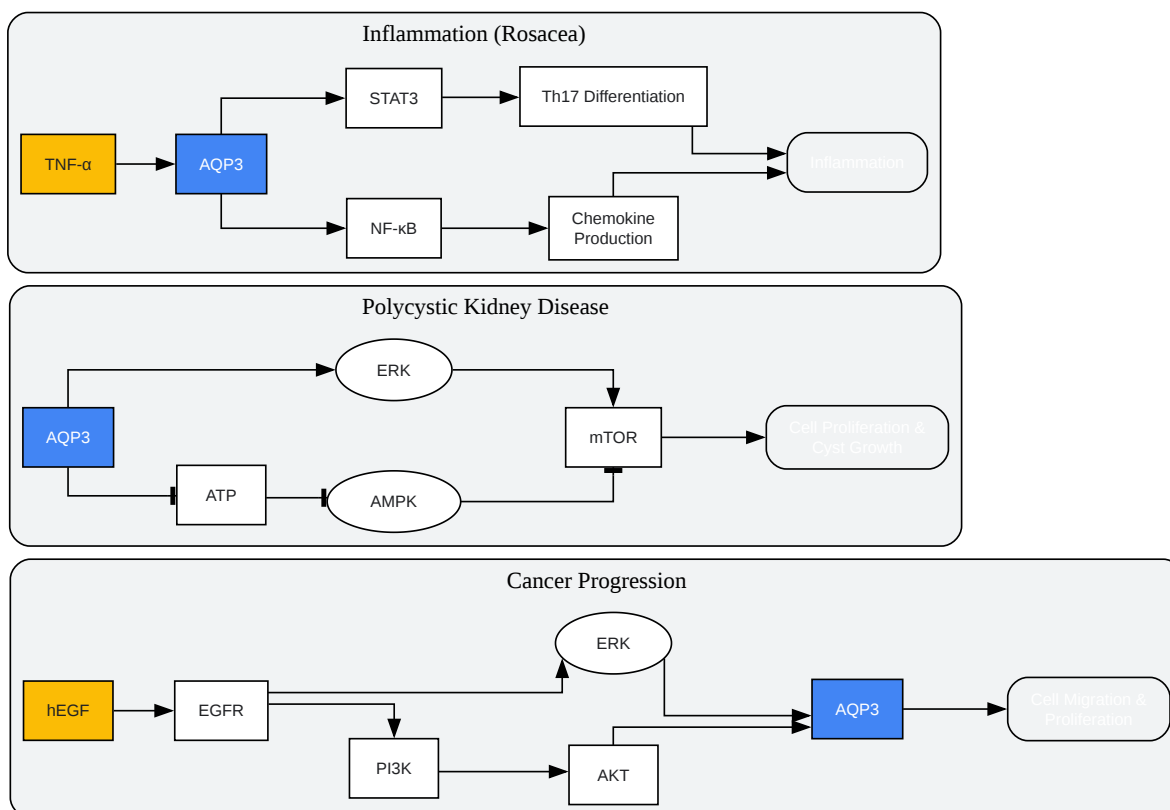 Inflammation (Rosacea)
STAT3
Th17 Differentiation
TNF-α
AQP3
Inflammation
NF-κB
Chemokine
Production
Polycystic Kidney Disease
ERK
AQP3
mTOR
Cell Proliferation &
Cyst Growth
ATP
AMPK
Cancer Progression
ERK
hEGF
EGFR
AQP3
Cell Migration &
Proliferation
PI3K
AKT